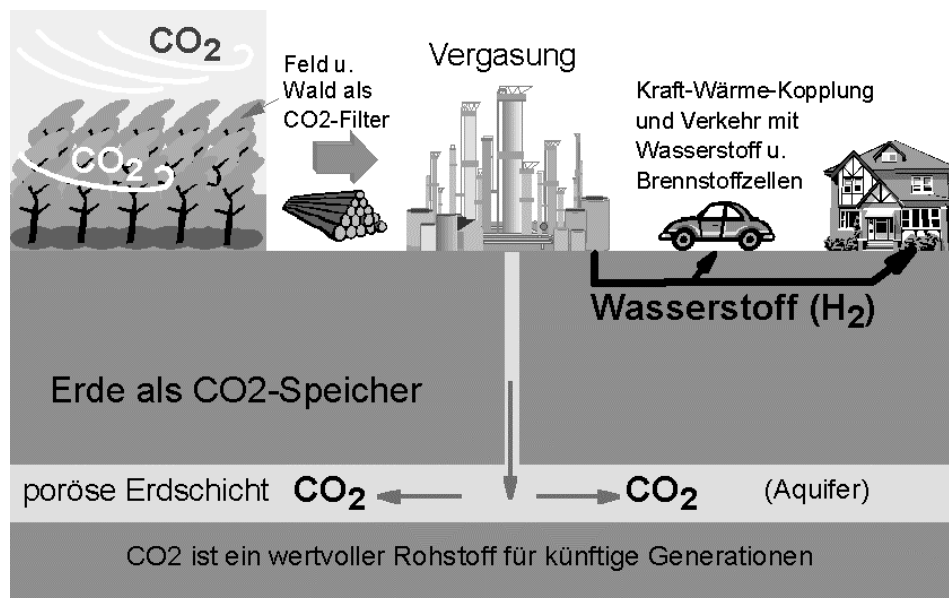 CO2
Feld u.
Wald als
CO2-Filter
CO2
Vergasung
Kraft-Wärme-Kopplung
und Verkehr mit
Wasserstoff u.
Brennstoffzellen
Wasserstoff (H2)
Erde als CO2-Speicher
poröse Erdschicht CO2 CO2 (Aquifer)
CO2 ist ein wertvoller Rohstoff für künftige Generationen